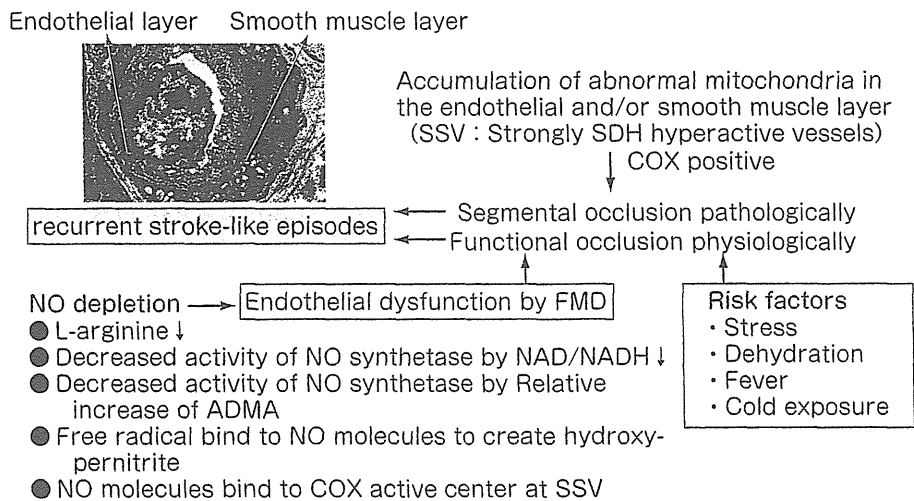 Endothelial layer Smooth muscle layer
Accumulation of abnormal mitochondria in
the endothelial and/or smooth muscle layer
(SSV : Strongly SDH hyperactive vessels)
COX positive
Segmental occlusion pathologically
recurrent stroke-like episodes
Functional occlusion physiologically
NO depletion
Endothelial dysfunction by FMD
● L-arginine ↓
● Decreased activity of NO synthetase by NAD/NADH ↓
● Decreased activity of NO synthetase by Relative
increase of ADMA
● Free radical bind to NO molecules to create hydroxy-
pernitrite
● NO molecules bind to COX active center at SSV
Risk factors
・Stress
・Dehydration
・Fever
・Cold exposure